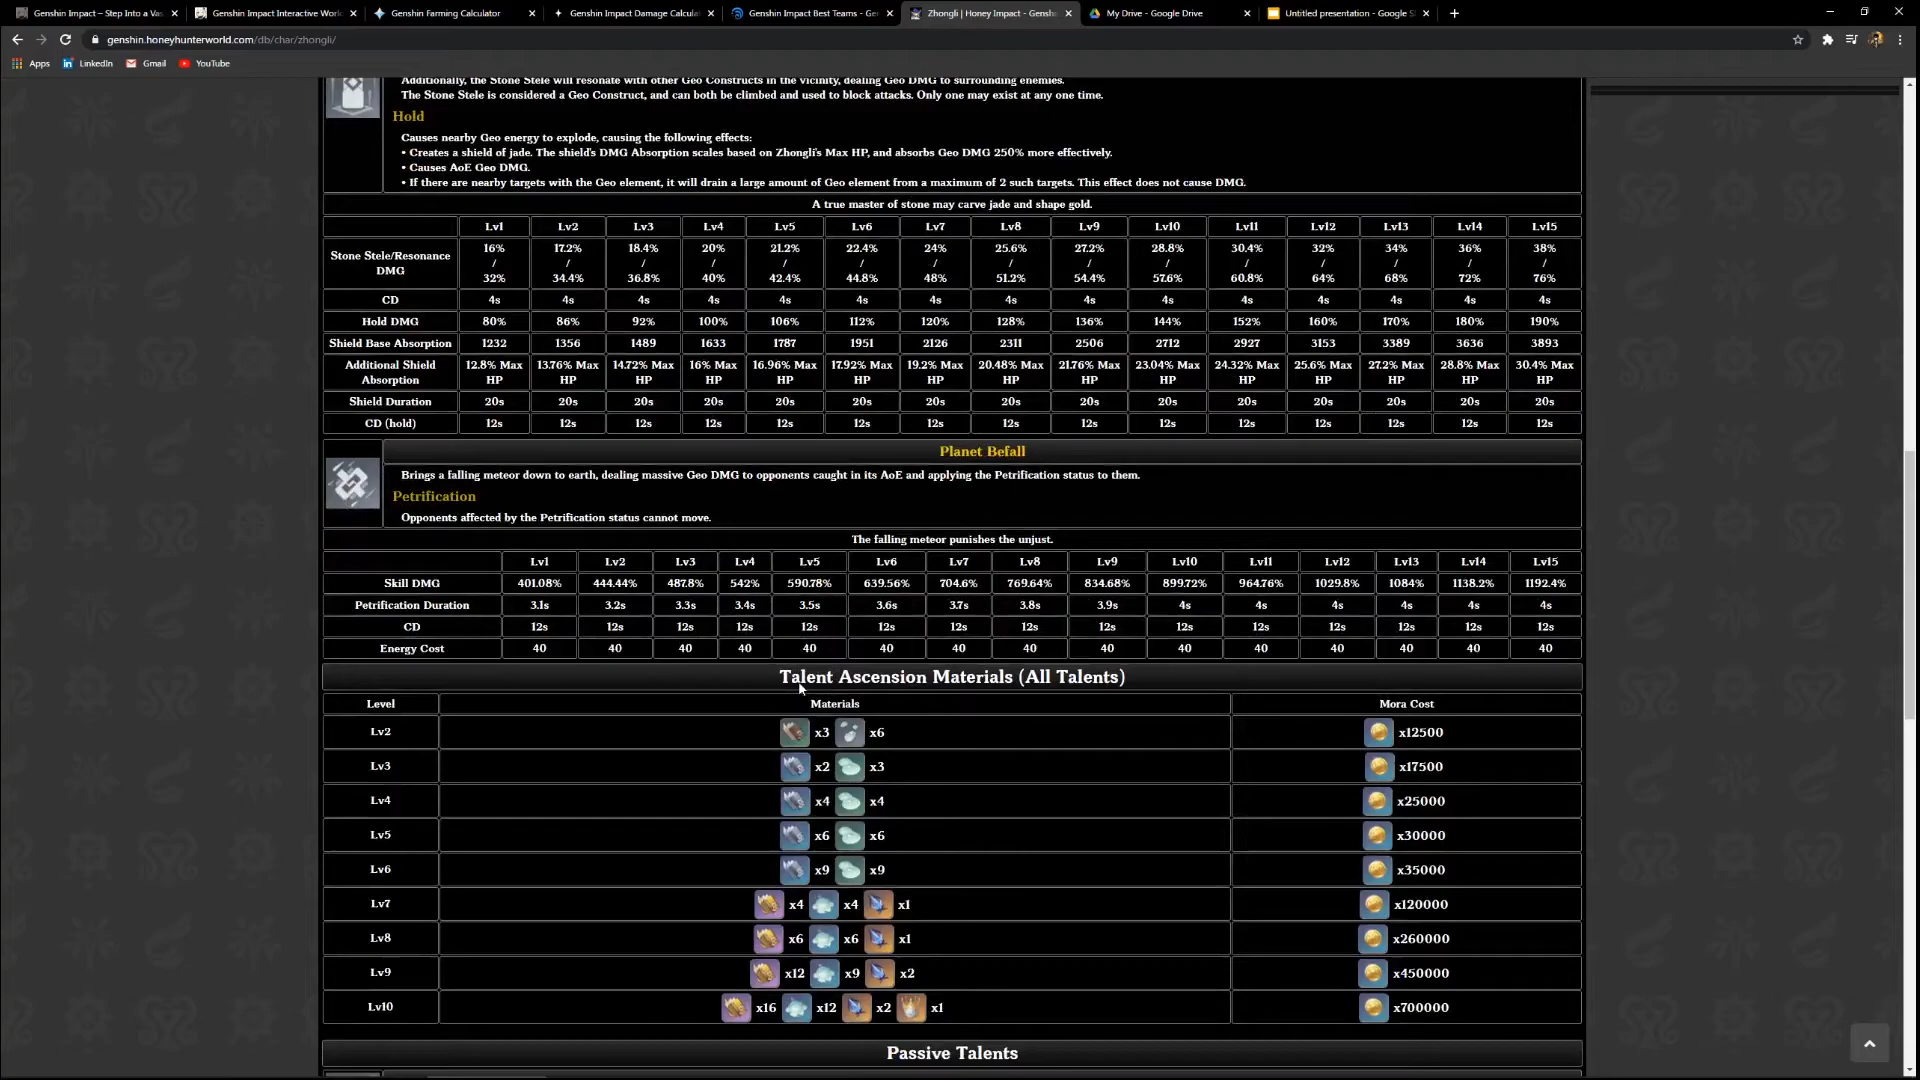 Genshin Impact – Step Into a Vas
Genshin Impact Interactive Worl
Genshin Farming Calculator
Genshin Impact Damage Calcula
Genshin Impact Best Teams - Ge
Zhongli | Honey Impact - Gensh
My Drive - Google Drive
Untitled presentation - Google S
genshin.honeyhunterworld.com/db/char/zhongli/
Apps LinkedIn Gmail YouTube
Additionally, the Stone Stele will resonate with other Geo Constructs in the vicinity, dealing Geo DMG to surrounding enemies.
The Stone Stele is considered a Geo Construct, and can both be climbed and used to block attacks. Only one may exist at any one time.
Hold
Causes nearby Geo energy to explode, causing the following effects:
• Creates a shield of jade. The shield's DMG Absorption scales based on Zhongli's Max HP, and absorbs Geo DMG 250% more effectively.
• Causes AoE Geo DMG.
• If there are nearby targets with the Geo element, it will drain a large amount of Geo element from a maximum of 2 such targets. This effect does not cause DMG.
A true master of stone may carve jade and shape gold.
Lv1 Lv2 Lv3 Lv4 Lv5 Lv6 Lv7 Lv8 Lv9 Lv10 Lv11 Lv12 Lv13 Lv14 Lv15
Stone Stele/Resonance DMG 16% / 32% 17.2% / 34.4% 18.4% / 36.8% 20% / 40% 21.2% / 42.4% 22.4% / 44.8% 24% / 48% 25.6% / 51.2% 27.2% / 54.4% 28.8% / 57.6% 30.4% / 60.8% 32% / 64% 34% / 68% 36% / 72% 38% / 76%
CD 4s 4s 4s 4s 4s 4s 4s 4s 4s 4s 4s 4s 4s 4s 4s
Hold DMG 80% 86% 92% 100% 106% 112% 120% 128% 136% 144% 152% 160% 170% 180% 190%
Shield Base Absorption 1232 1356 1489 1633 1787 1951 2126 2311 2506 2712 2927 3153 3389 3636 3893
Additional Shield Absorption 12.8% Max HP 13.76% Max HP 14.72% Max HP 16% Max HP 16.96% Max HP 17.92% Max HP 19.2% Max HP 20.48% Max HP 21.76% Max HP 23.04% Max HP 24.32% Max HP 25.6% Max HP 27.2% Max HP 28.8% Max HP 30.4% Max HP
Shield Duration 20s 20s 20s 20s 20s 20s 20s 20s 20s 20s 20s 20s 20s 20s 20s
CD (hold) 12s 12s 12s 12s 12s 12s 12s 12s 12s 12s 12s 12s 12s 12s 12s
Planet Befall
Brings a falling meteor down to earth, dealing massive Geo DMG to opponents caught in its AoE and applying the Petrification status to them.
Petrification
Opponents affected by the Petrification status cannot move.
The falling meteor punishes the unjust.
Lv1 Lv2 Lv3 Lv4 Lv5 Lv6 Lv7 Lv8 Lv9 Lv10 Lv11 Lv12 Lv13 Lv14 Lv15
Skill DMG 401.08% 444.44% 487.8% 542% 590.78% 639.56% 704.6% 769.64% 834.68% 899.72% 964.76% 1029.8% 1084% 1138.2% 1192.4%
Petrification Duration 3.1s 3.2s 3.3s 3.4s 3.5s 3.6s 3.7s 3.8s 3.9s 4s 4s 4s 4s 4s 4s
CD 12s 12s 12s 12s 12s 12s 12s 12s 12s 12s 12s 12s 12s 12s 12s
Energy Cost 40 40 40 40 40 40 40 40 40 40 40 40 40 40 40
Talent Ascension Materials (All Talents)
Level Materials Mora Cost
Lv2 x3 x6 x12500
Lv3 x2 x3 x17500
Lv4 x4 x4 x25000
Lv5 x6 x6 x30000
Lv6 x9 x9 x35000
Lv7 x4 x4 x1 x120000
Lv8 x6 x6 x1 x260000
Lv9 x12 x9 x2 x450000
Lv10 x16 x12 x2 x1 x700000
Passive Talents